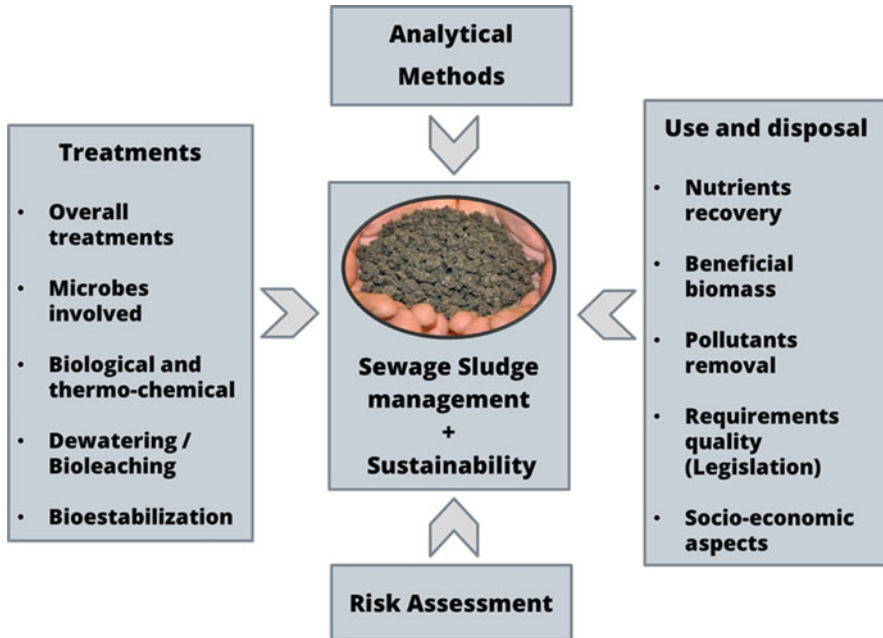 Analytical
Methods
Treatments
• Overall
treatments
• Microbes
involved
• Biological and
thermo-chemical
• Dewatering /
Bioleaching
• Bioestabilization
Sewage Sludge
management
+
Sustainability
Use and disposal
• Nutrients
recovery
• Beneficial
biomass
• Pollutants
removal
• Requirements
quality
(Legislation)
• Socio-economic
aspects
Risk Assessment